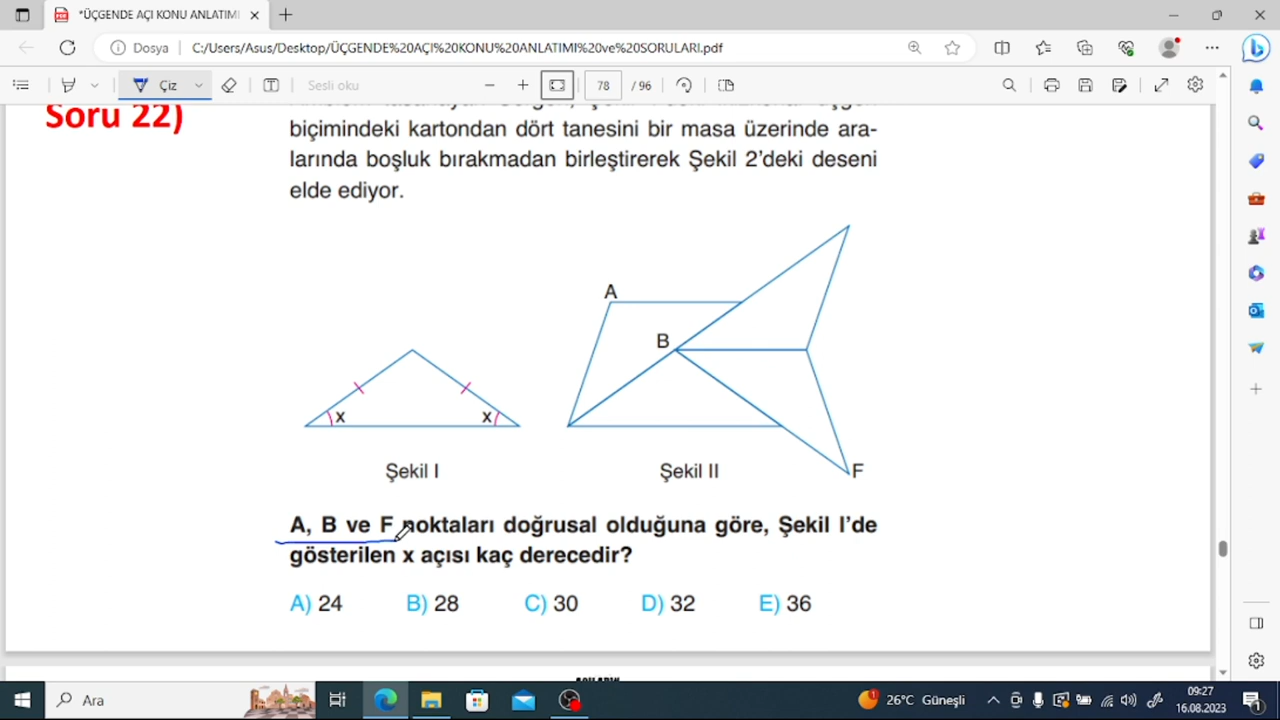 *ÜÇGENDE AÇI KONU ANLATIMI
Dosya C:/Users/Asus/Desktop/ÜÇGENDE%20AÇI%20KONU%20ANLATIMI%20ve%20SORULARI.pdf
Çiz
Sesli oku
78 / 96
Soru 22)
biçimindeki kartondan dört tanesini bir masa üzerinde ara-
larında boşluk bırakmadan birleştirerek Şekil 2'deki deseni
elde ediyor.
A
B
x x
F
Şekil I Şekil II
A, B ve F noktaları doğrusal olduğuna göre, Şekil I'de
gösterilen x açısı kaç derecedir?
A) 24 B) 28 C) 30 D) 32 E) 36
Ara
1
26°C Güneşli
09:27
16.08.2023
1